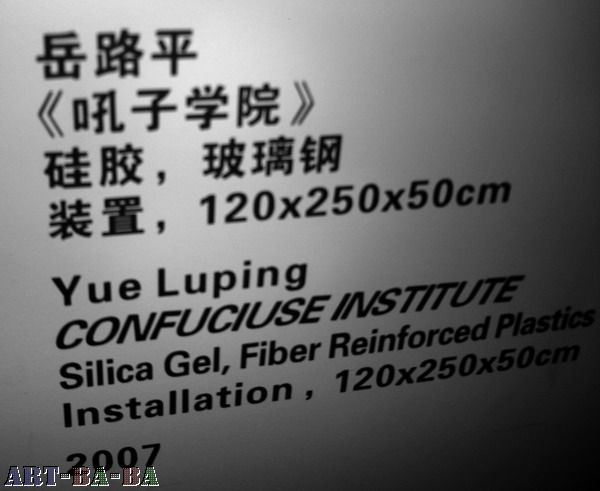 岳路平
《吼子学院》
硅胶，玻璃钢
装置，120x250x50cm
Yue Luping
CONFUCIUSE INSTITUTE
Silica Gel, Fiber Reinforced Plastics
Installation , 120x250x50cm
2007
ART-BA-BA